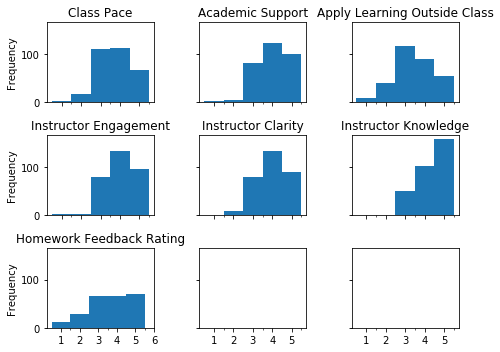 Class Pace Academic Support Apply Learning Outside Class
Frequency
100
0
Instructor Engagement Instructor Clarity Instructor Knowledge
Frequency
100
0
Homework Feedback Rating
Frequency
100
0
1 2 3 4 5 6 1 2 3 4 5 1 2 3 4 5